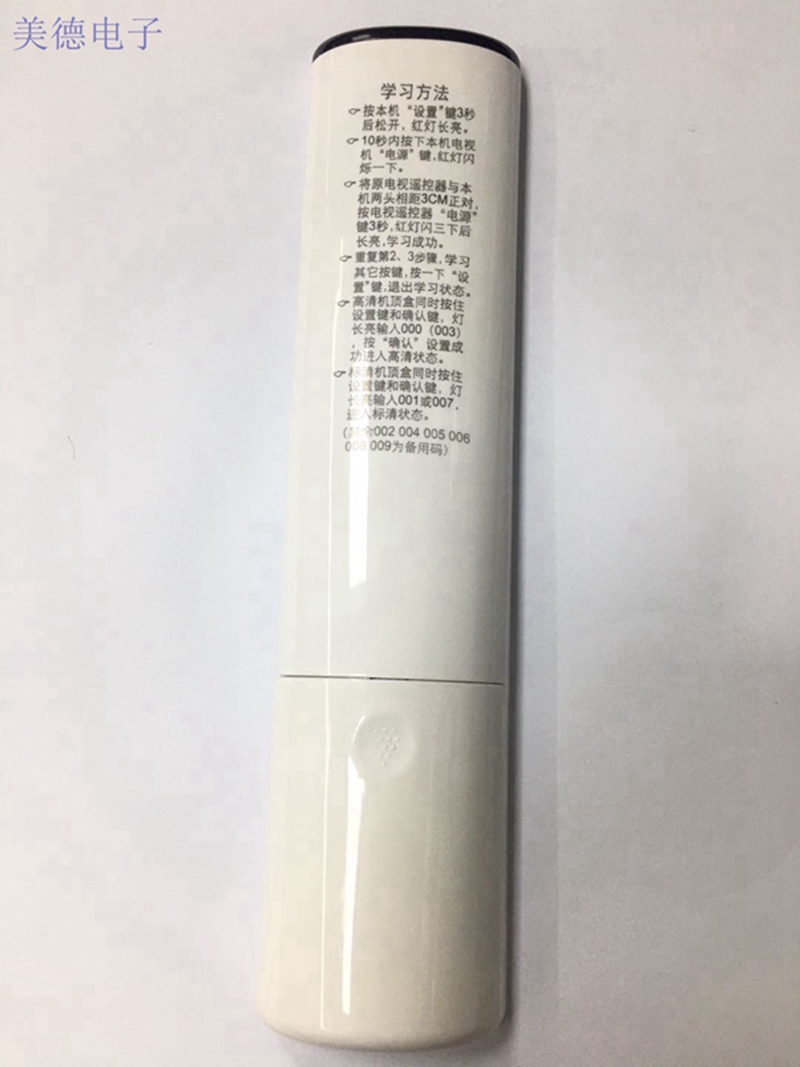 美德电子
学习方法
☞按本机“设置”键3秒
后松开，红灯长亮。
☞10秒内按下本机电视
机“电源”键,红灯闪
烁一下。
☞将原电视遥控器与本
机两头相距3CM正对，
按电视遥控器“电源”
键3秒,红灯闪三下后
长亮,学习成功。
☞重复第2、3步骤,学习
其它按键,按一下“设
置”键,退出学习状态。
☞高清机顶盒同时按住
设置键和确认键，灯
长亮输入000（003）
，按“确认”设置成
功进入高清状态。
☞标清机顶盒同时按住
设置键和确认键，灯
长亮输入001或007，
进入标清状态。
（其余002 004 005 006
008 009为备用码）